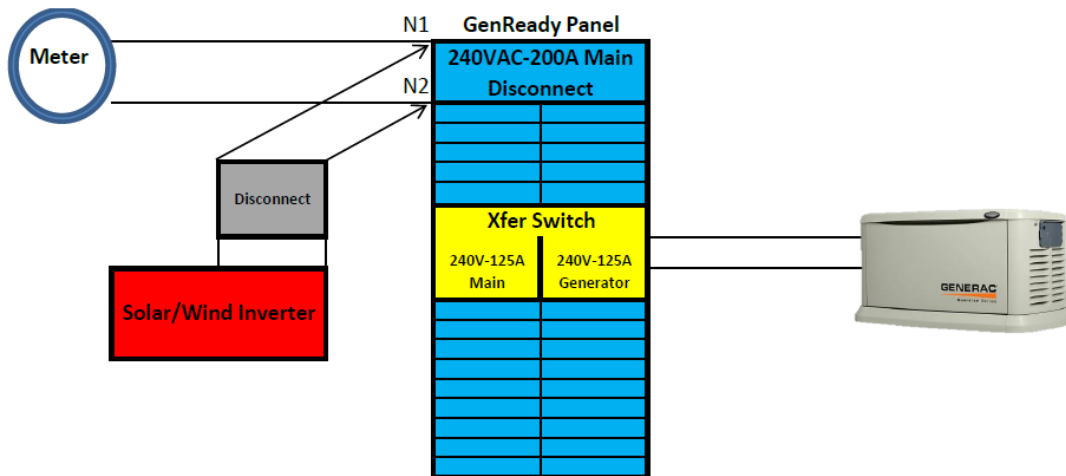 N1
GenReady Panel
Meter
240VAC-200A Main
Disconnect
N2
Disconnect
Xfer Switch
240V-125A
Main
240V-125A
Generator
Solar/Wind Inverter
GENERAC